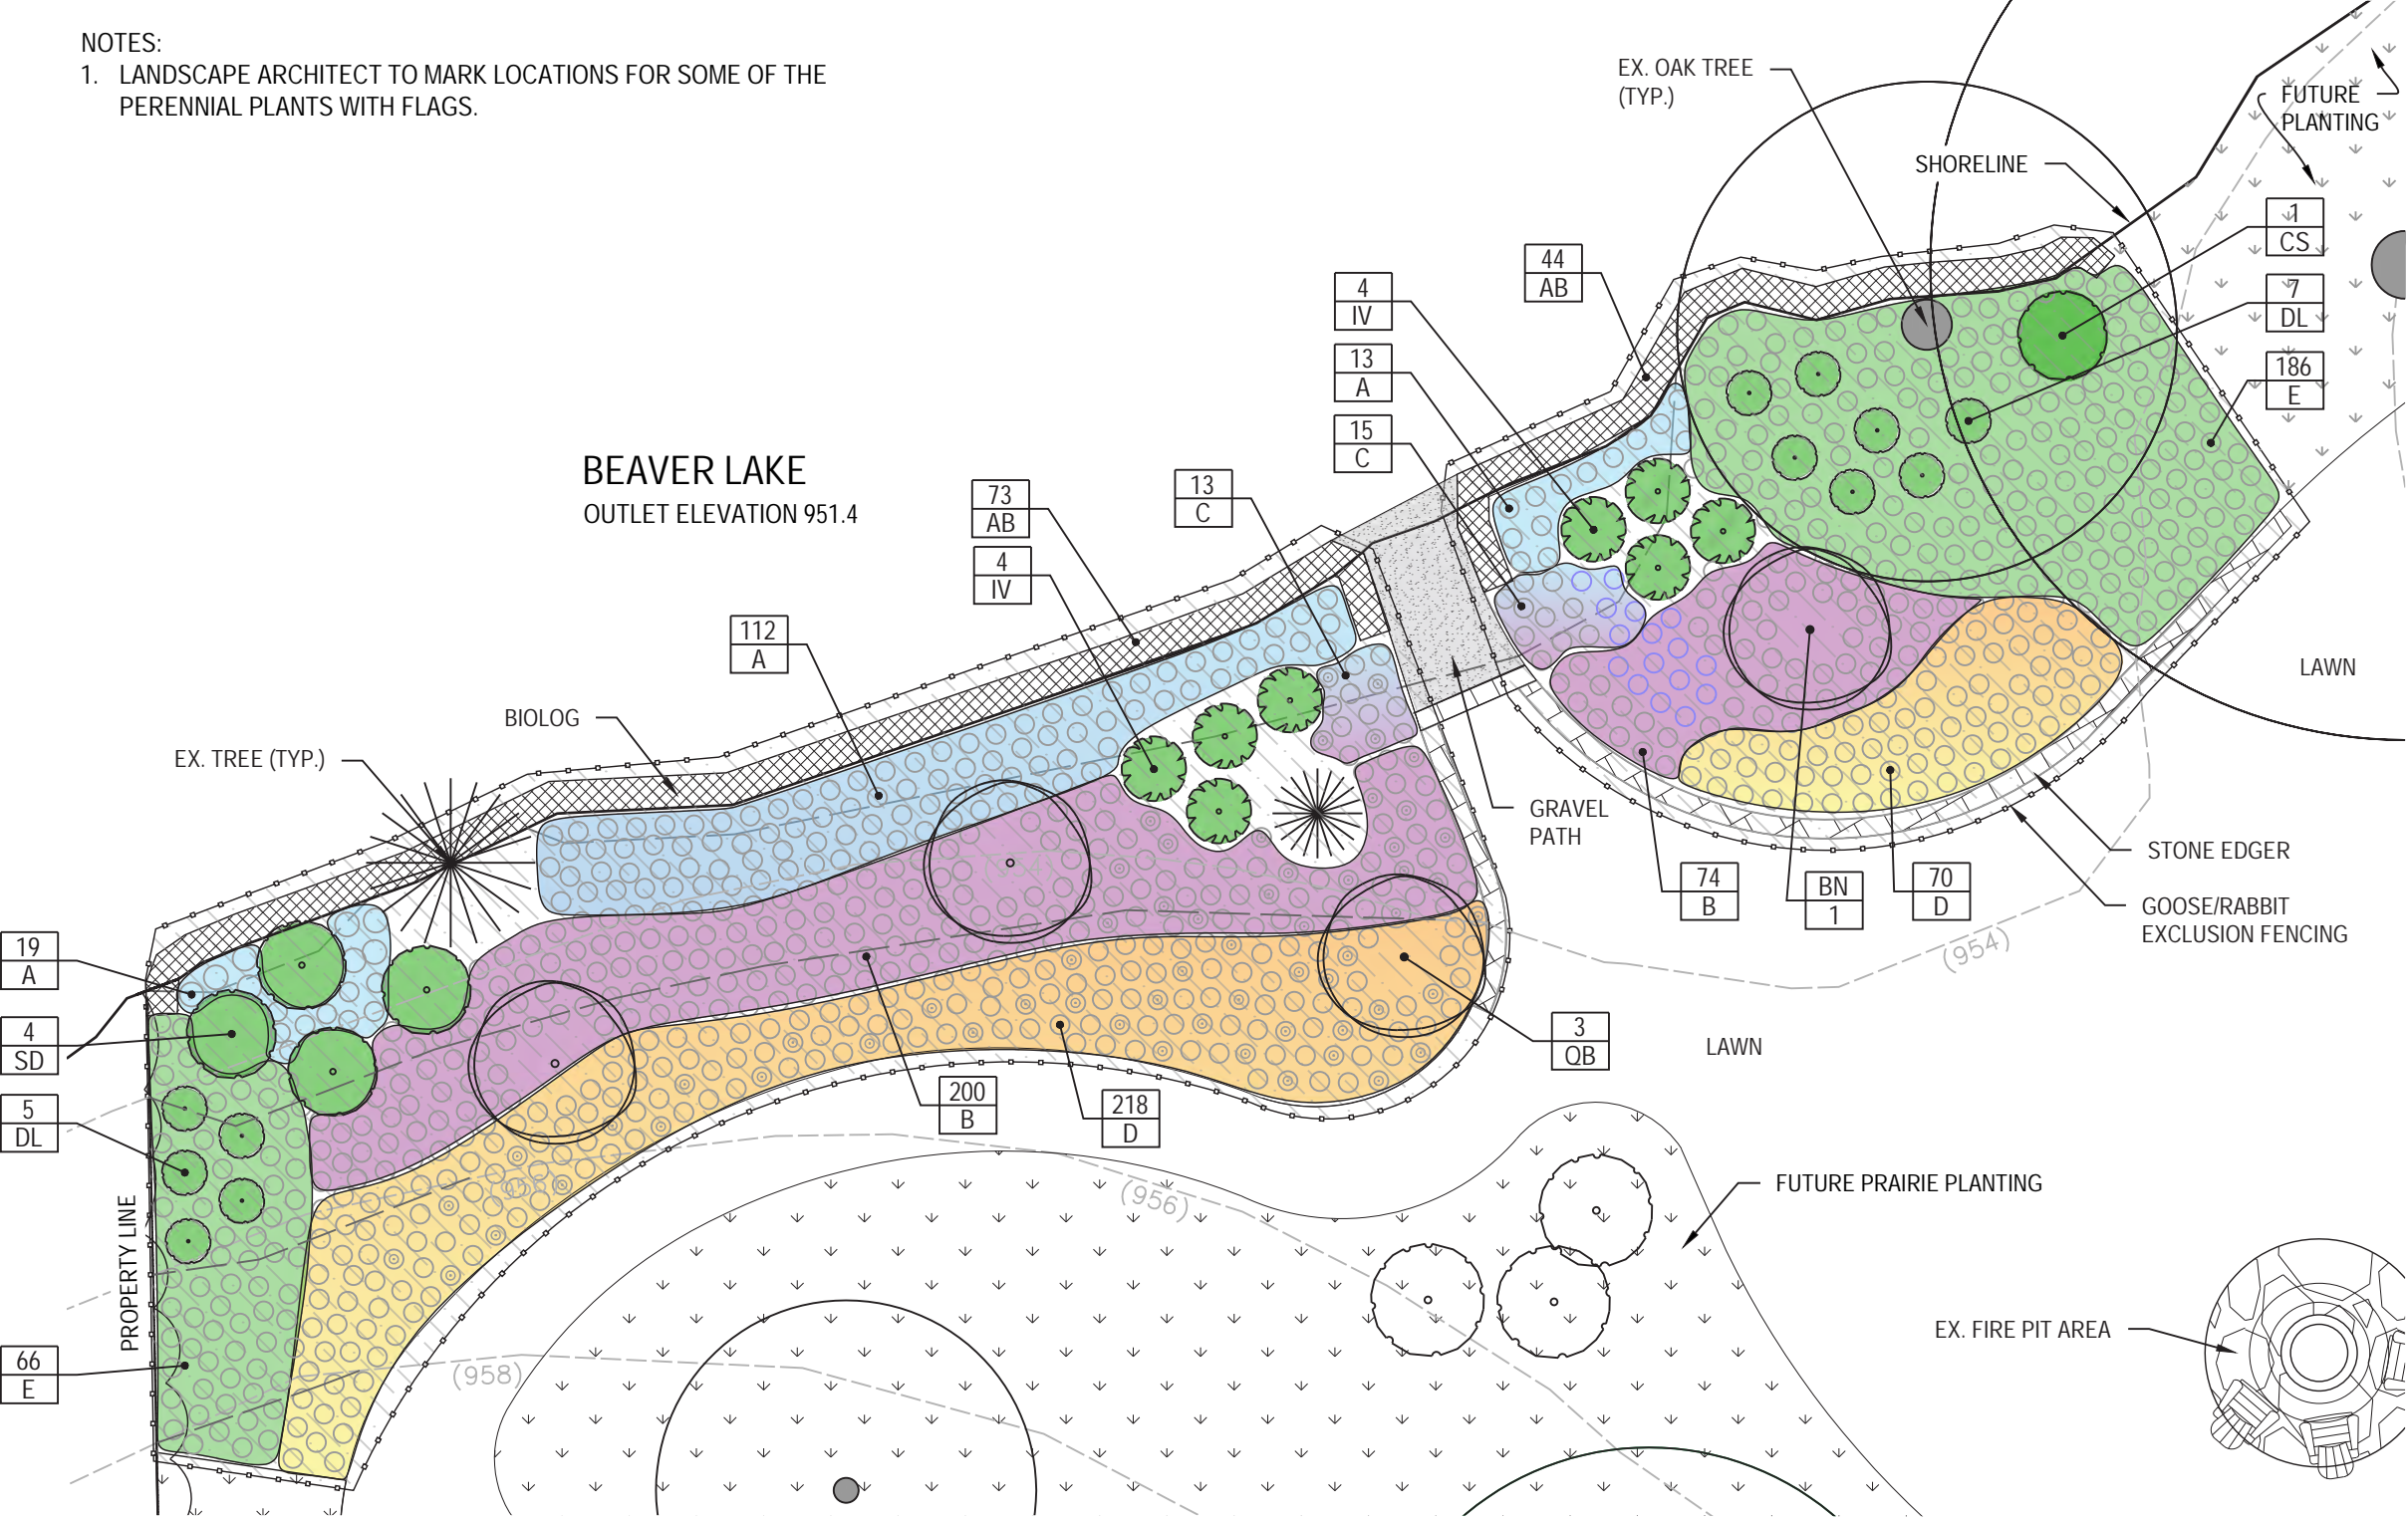 NOTES:
1. LANDSCAPE ARCHITECT TO MARK LOCATIONS FOR SOME OF THE
PERENNIAL PLANTS WITH FLAGS.
EX. OAK TREE
(TYP.)
FUTURE
PLANTING
SHORELINE
1
CS
7
DL
186
E
44
AB
4
IV
13
A
15
C
BEAVER LAKE
OUTLET ELEVATION 951.4
73
AB
4
IV
13
C
112
A
BIOLOG
EX. TREE (TYP.)
LAWN
GRAVEL
PATH
STONE EDGER
GOOSE/RABBIT
EXCLUSION FENCING
74
B
BN
1
70
D
(954)
(954)
19
A
4
SD
5
DL
66
E
PROPERTY LINE
200
B
218
D
3
QB
LAWN
(956)
(956)
(958)
FUTURE PRAIRIE PLANTING
EX. FIRE PIT AREA